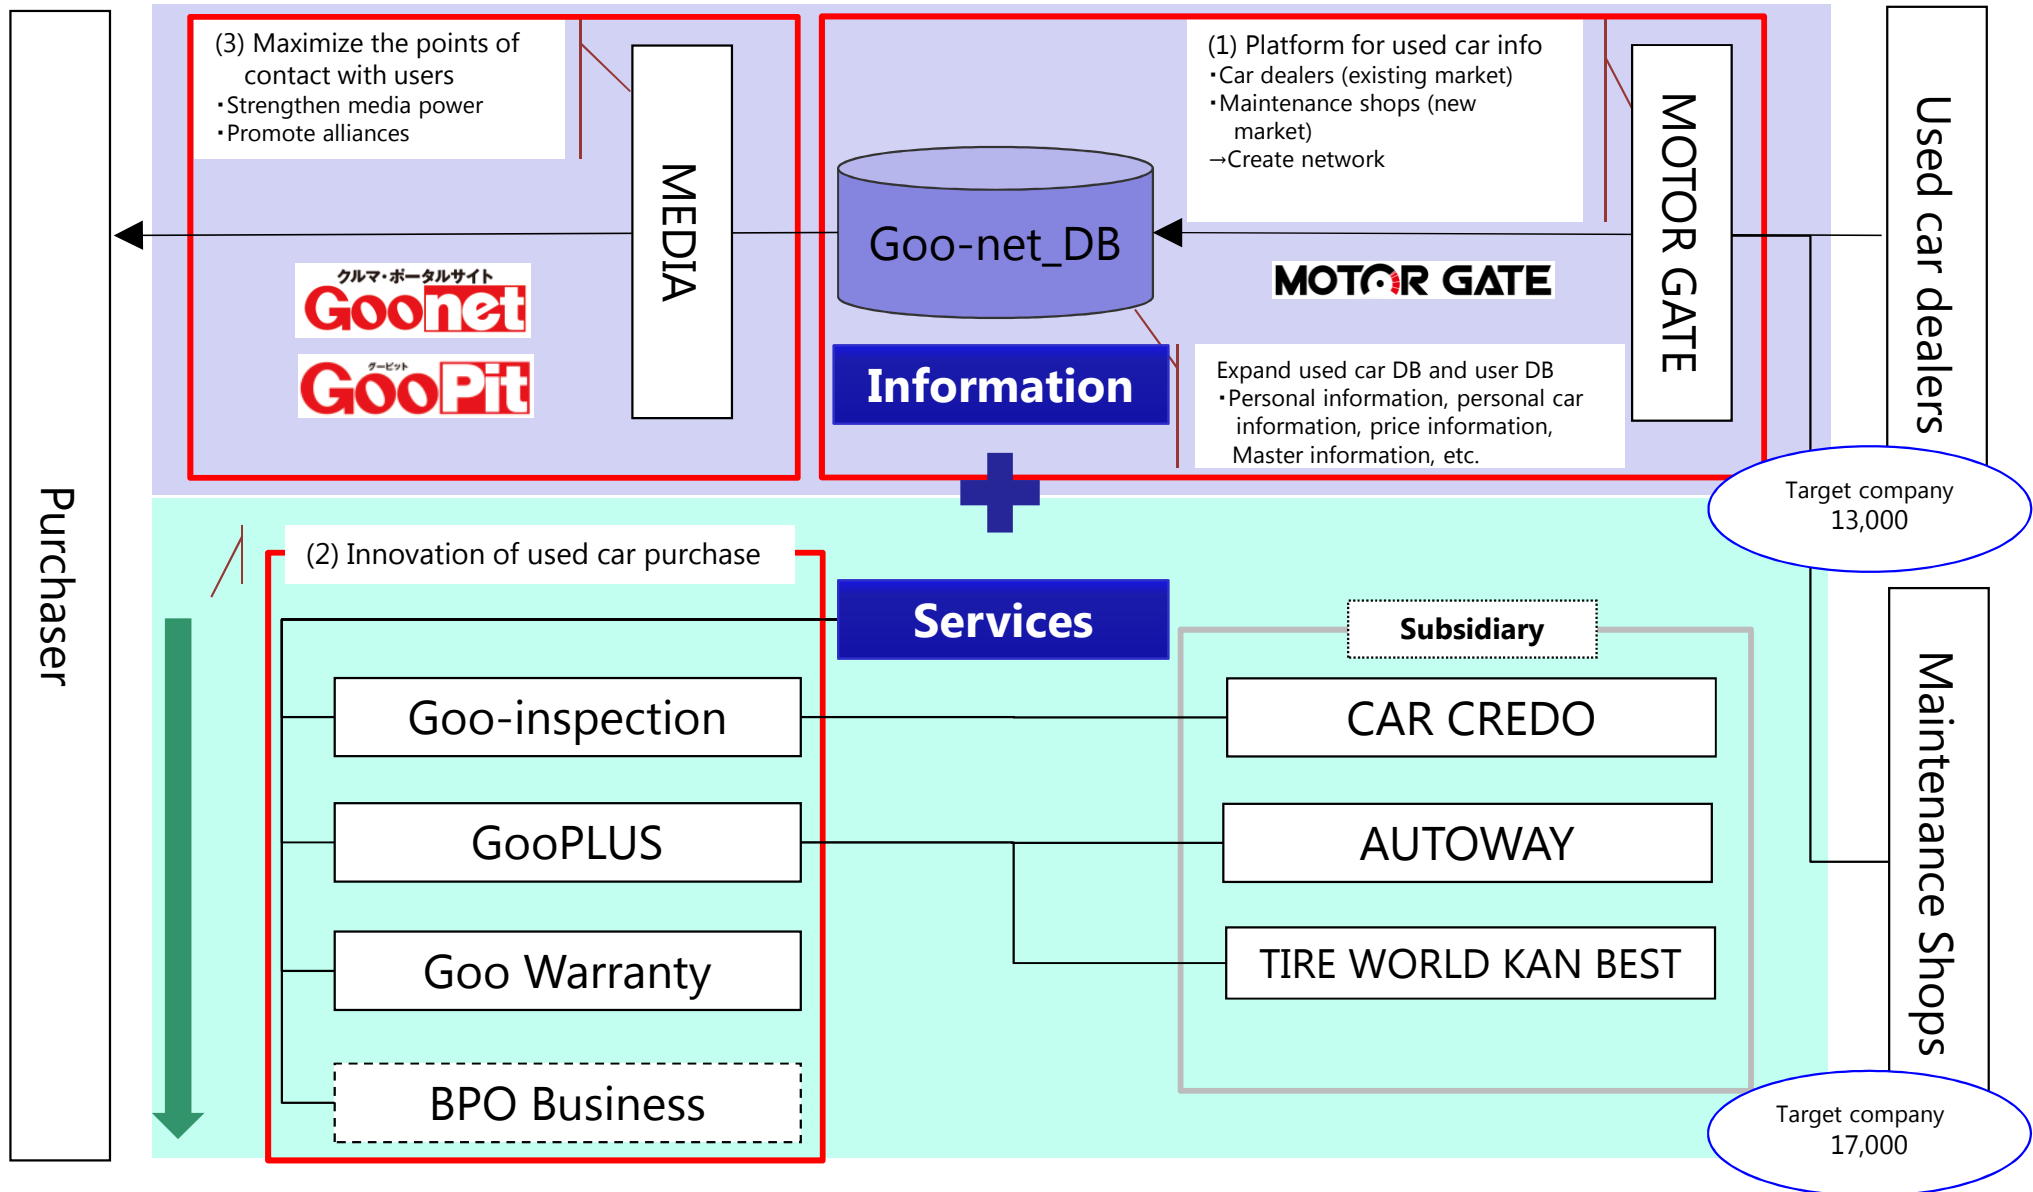 Purchaser
(3) Maximize the points of
contact with users
・Strengthen media power
・Promote alliances
MEDIA
クルマ・ポータルサイト
Goonet
グーピット
GooPit
(1) Platform for used car info
・Car dealers (existing market)
・Maintenance shops (new
market)
→Create network
Goo-net_DB
MOTOR GATE
MOTOR GATE
Information
Expand used car DB and user DB
・Personal information, personal car
information, price information,
Master information, etc.
Used car dealers
Target company
13,000
(2) Innovation of used car purchase
Services
Subsidiary
Goo-inspection
CAR CREDO
GooPLUS
AUTOWAY
Goo Warranty
TIRE WORLD KAN BEST
BPO Business
Maintenance Shops
Target company
17,000